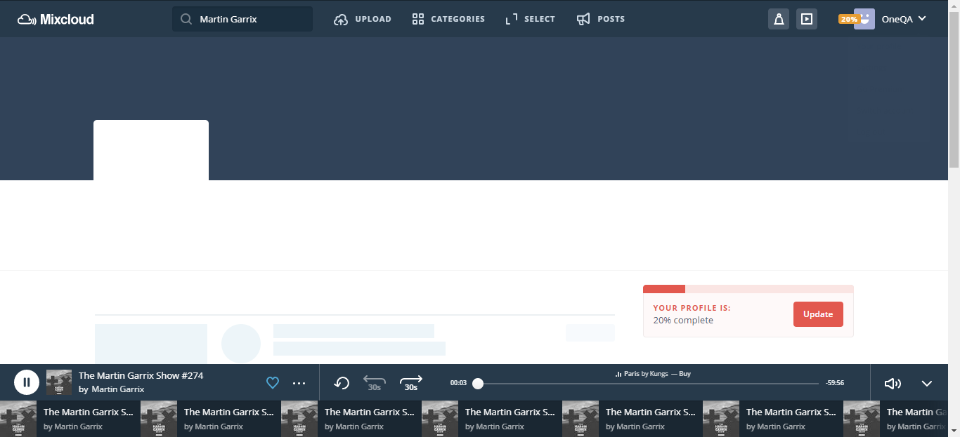 Mixcloud
Martin Garrix
UPLOAD
CATEGORIES
SELECT
POSTS
20%
OneQA
YOUR PROFILE IS:
20% complete
Update
The Martin Garrix Show #274
by Martin Garrix
30s
30s
00:03
Paris by Kungs — Buy
-59:56
The Martin Garrix S...
by Martin Garrix
The Martin Garrix S...
by Martin Garrix
The Martin Garrix S...
by Martin Garrix
The Martin Garrix S...
by Martin Garrix
The Martin Garrix S...
by Martin Garrix
The Martin Garrix S...
by Martin Garrix
The Martin G
by Martin Ga